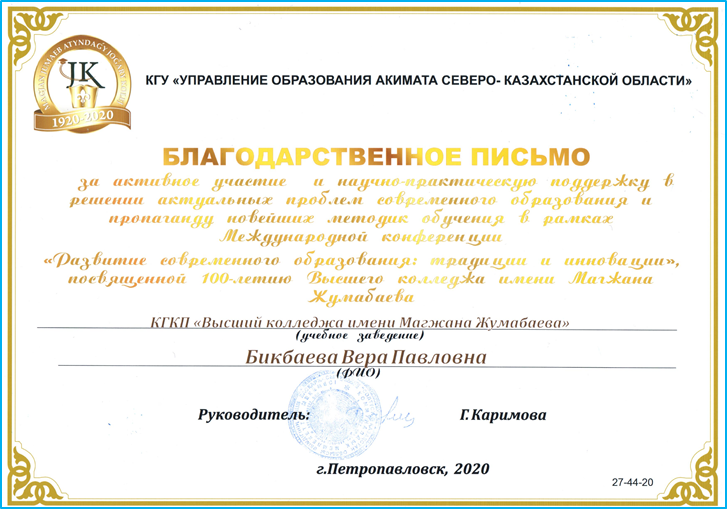 JK
1920-2020
КГУ «УПРАВЛЕНИЕ ОБРАЗОВАНИЯ АКИМАТА СЕВЕРО- КАЗАХСТАНСКОЙ ОБЛАСТИ»
БЛАГОДАРСТВЕННОЕ ПИСЬМО
за активное участие и научно-практическую поддержку в
решении актуальных проблем современного образования и
пропаганду новейших методик обучения в рамках
Международной конференции
«Развитие современного образования: традиции и инновации»,
посвященной 100-летию Высшего колледжа имени Магжана
Жумабаева
КГКП «Высший колледжа имени Магжана Жумабаева»
(учебное заведение)
Бикбаева Вера Павловна
(ФИО)
Руководитель: Г.Каримова
г.Петропавловск, 2020
27-44-20